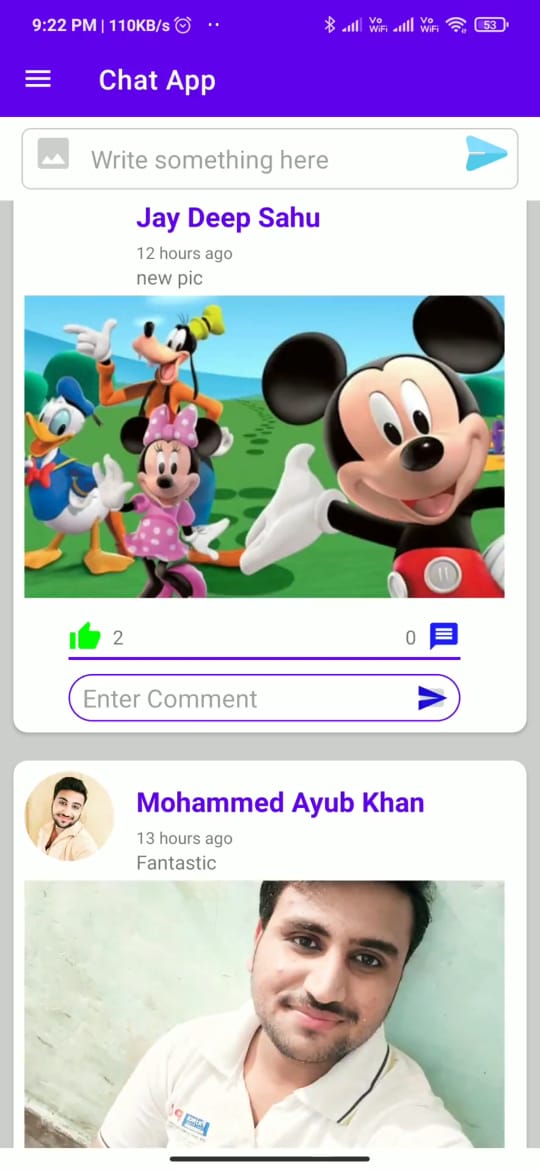 9:22 PM | 110KB/s
Vo WiFi Vo WiFi 53
Chat App
Write something here
Jay Deep Sahu
12 hours ago
new pic
2 0
Enter Comment
Mohammed Ayub Khan
13 hours ago
Fantastic